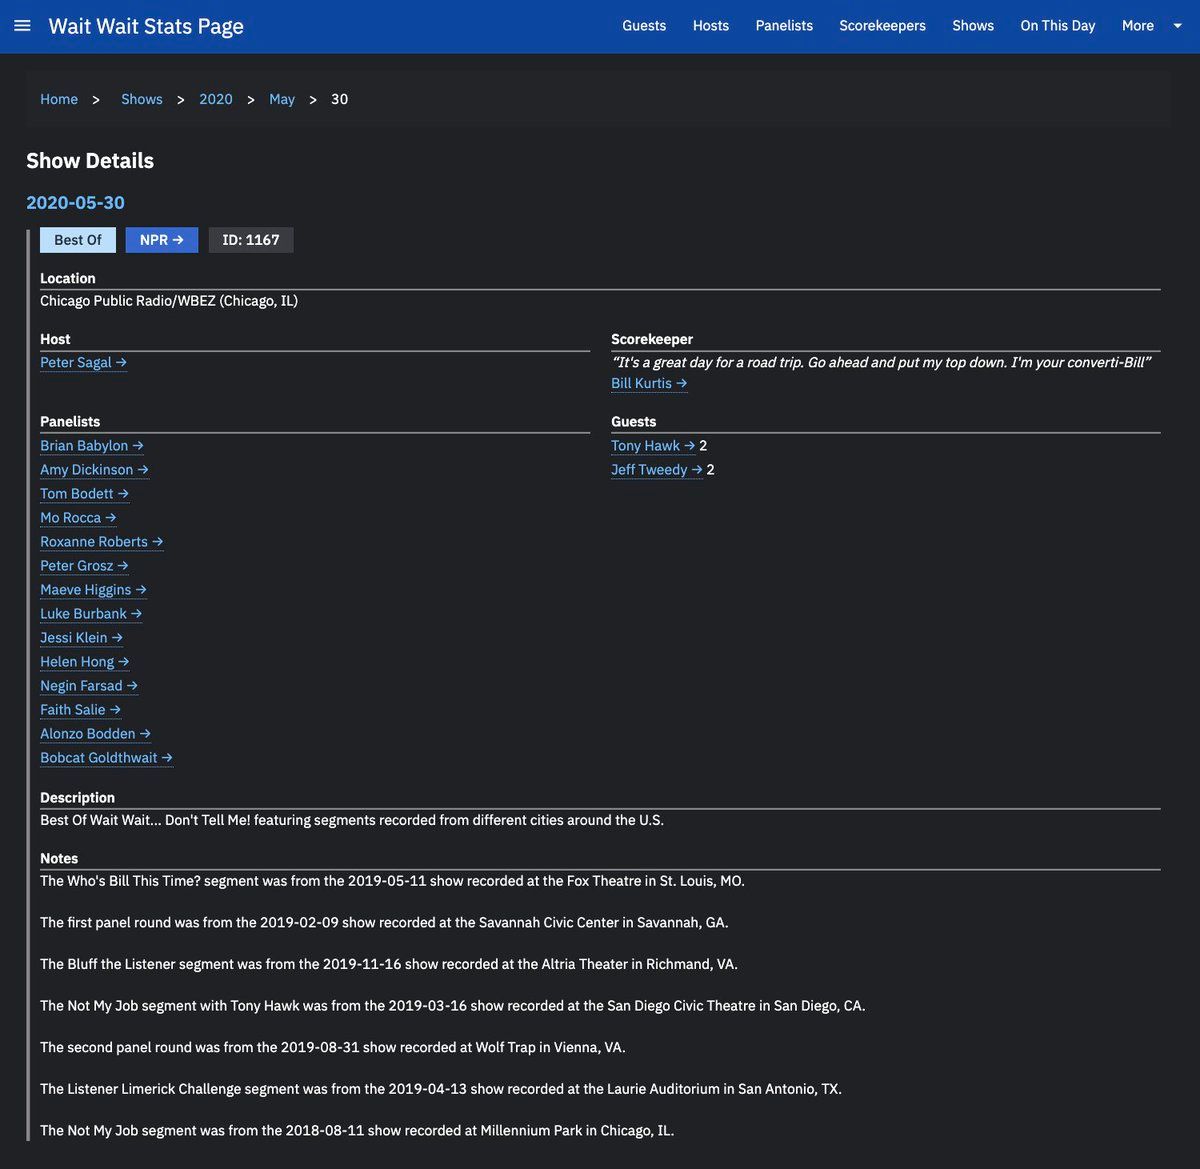 Wait Wait Stats Page
Guests Hosts Panelists Scorekeepers Shows On This Day More
Home > Shows > 2020 > May > 30
Show Details
2020-05-30
Best Of NPR → ID: 1167
Location
Chicago Public Radio/WBEZ (Chicago, IL)
Host
Peter Sagal →
Scorekeeper
“It's a great day for a road trip. Go ahead and put my top down. I'm your converti-Bill”
Bill Kurtis →
Panelists
Brian Babylon →
Amy Dickinson →
Tom Bodett →
Mo Rocca →
Roxanne Roberts →
Peter Grosz →
Maeve Higgins →
Luke Burbank →
Jessi Klein →
Helen Hong →
Negin Farsad →
Faith Salie →
Alonzo Bodden →
Bobcat Goldthwait →
Guests
Tony Hawk → 2
Jeff Tweedy → 2
Description
Best Of Wait Wait... Don't Tell Me! featuring segments recorded from different cities around the U.S.
Notes
The Who's Bill This Time? segment was from the 2019-05-11 show recorded at the Fox Theatre in St. Louis, MO.
The first panel round was from the 2019-02-09 show recorded at the Savannah Civic Center in Savannah, GA.
The Bluff the Listener segment was from the 2019-11-16 show recorded at the Altria Theater in Richmand, VA.
The Not My Job segment with Tony Hawk was from the 2019-03-16 show recorded at the San Diego Civic Theatre in San Diego, CA.
The second panel round was from the 2019-08-31 show recorded at Wolf Trap in Vienna, VA.
The Listener Limerick Challenge segment was from the 2019-04-13 show recorded at the Laurie Auditorium in San Antonio, TX.
The Not My Job segment was from the 2018-08-11 show recorded at Millennium Park in Chicago, IL.